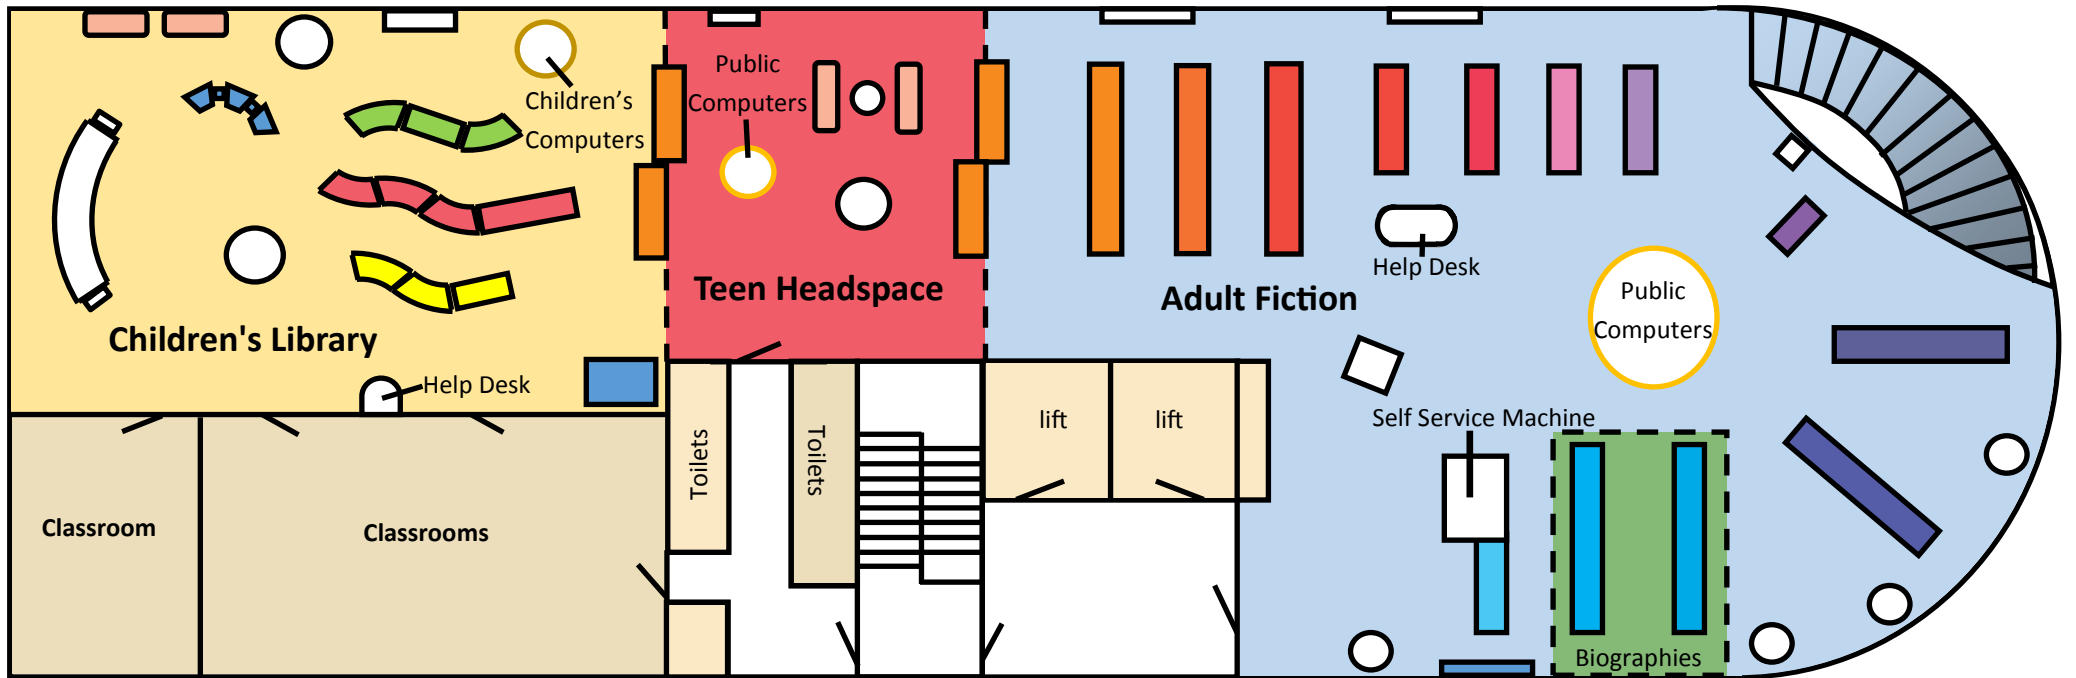 Public
Computers
Children's
Computers
Teen Headspace
Adult Fiction
Help Desk
Public
Computers
Children's Library
Help Desk
Toilets
Toilets
lift
lift
Self Service Machine
Classroom
Classrooms
Biographies